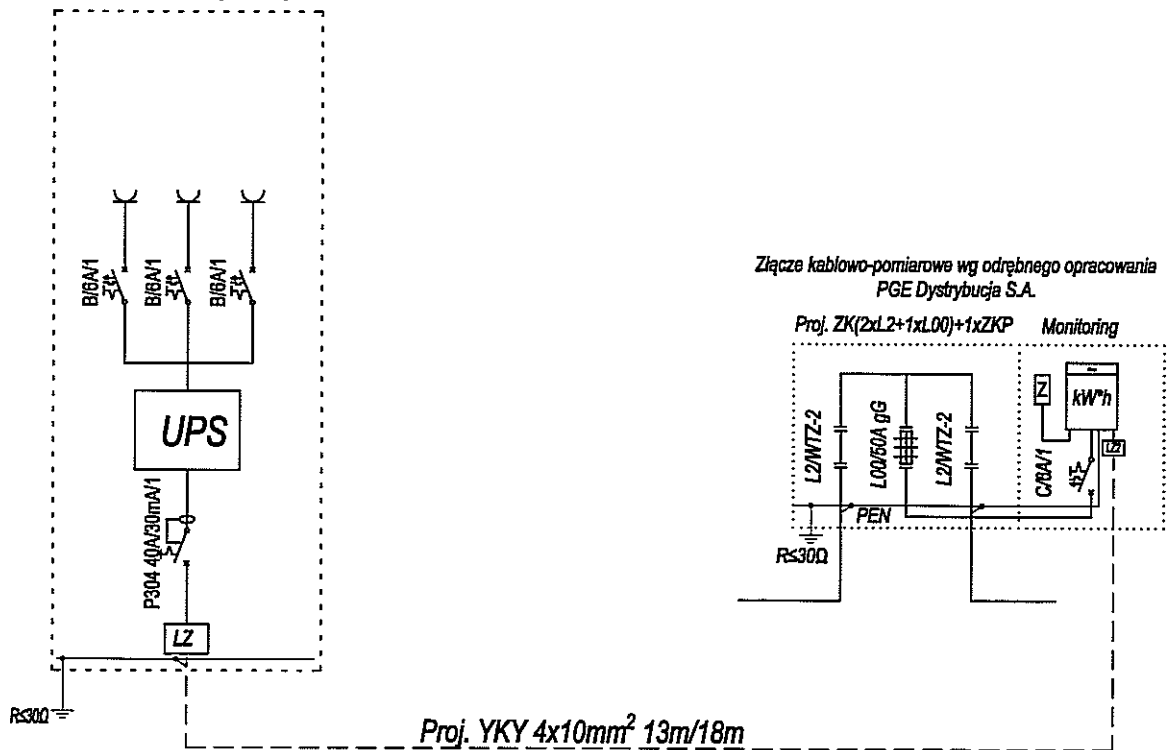 B/6A/1
B/6A/1
B/6A/1
UPS
P304 40A/30mA/1
LZ
R≤30Ω
Złącze kablowo-pomiarowe wg odrębnego opracowania
PGE Dystrybucja S.A.
Proj. ZK(2xL2+1xL00)+1xZKP
Monitoring
L2/WTZ-2
L00/50A gG
L2/WTZ-2
Z
kW*h
LZ2
C/6A/1
PEN
R≤30Ω
Proj. YKY 4x10mm² 13m/18m